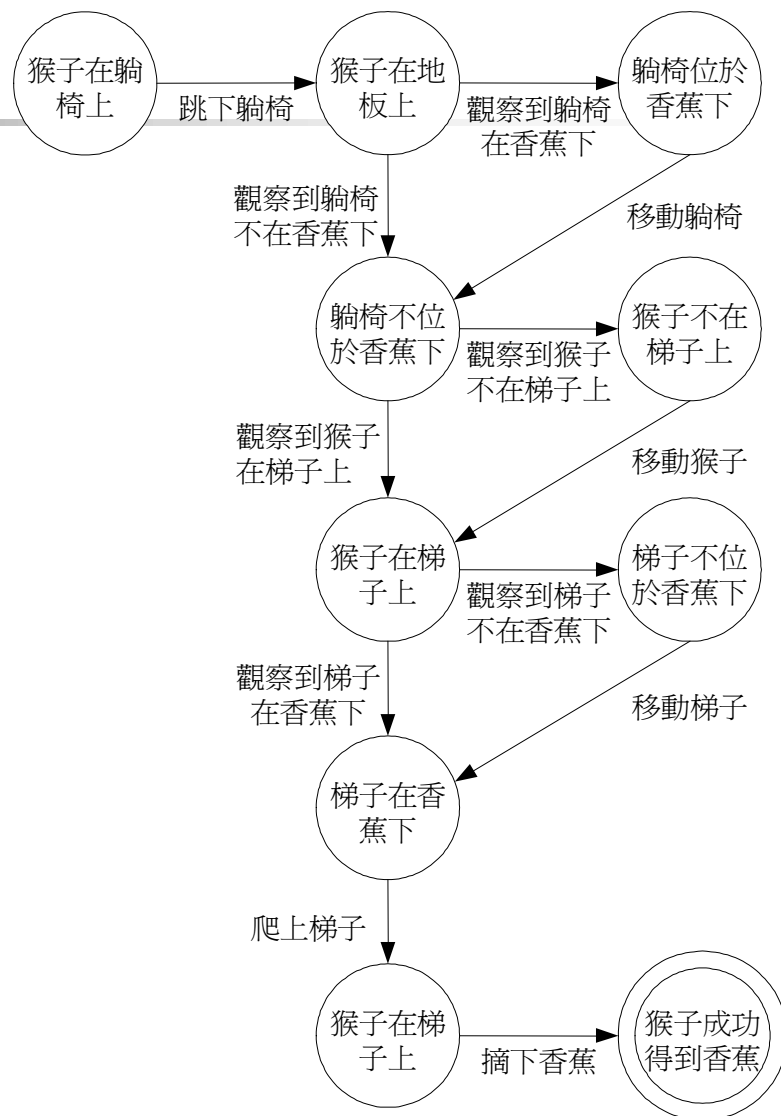 猴子在躺
椅上
跳下躺椅
猴子在地
板上
觀察到躺椅
在香蕉下
躺椅位於
香蕉下
觀察到躺椅
不在香蕉下
移動躺椅
躺椅不位
於香蕉下
觀察到猴子
不在梯子上
猴子不在
梯子上
觀察到猴子
在梯子上
移動猴子
猴子在梯
子上
觀察到梯子
不在香蕉下
梯子不位
於香蕉下
觀察到梯子
在香蕉下
移動梯子
梯子在香
蕉下
爬上梯子
猴子在梯
子上
摘下香蕉
猴子成功
得到香蕉